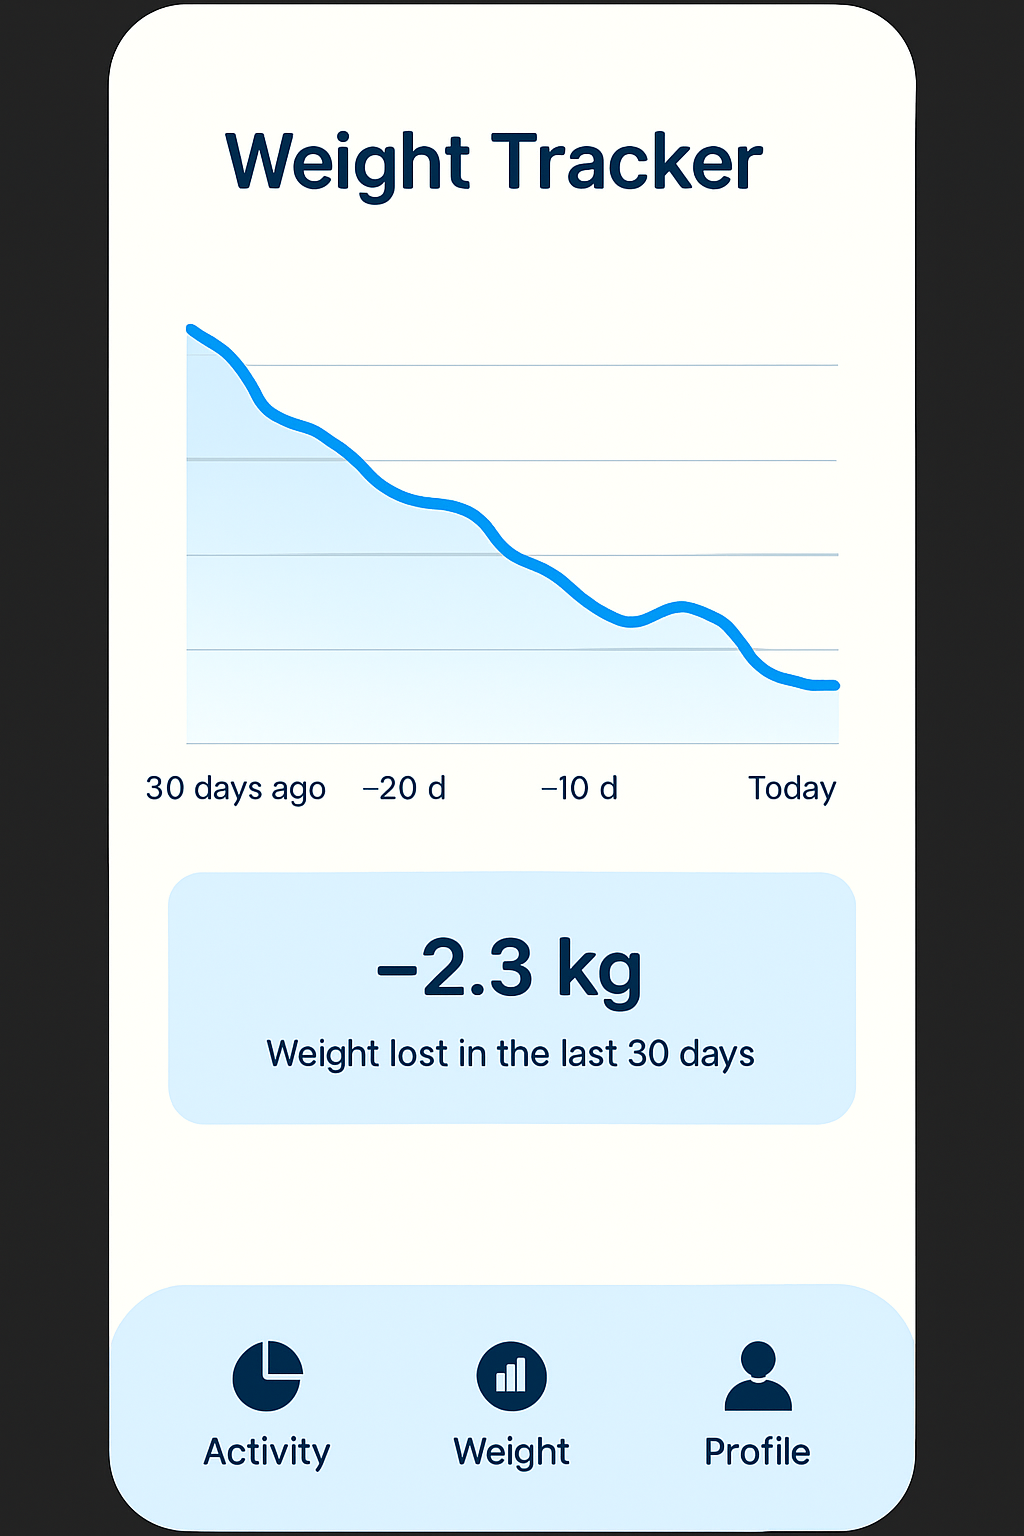 Weight Tracker
30 days ago –20 d –10 d Today
–2.3 kg
Weight lost in the last 30 days
Activity Weight Profile